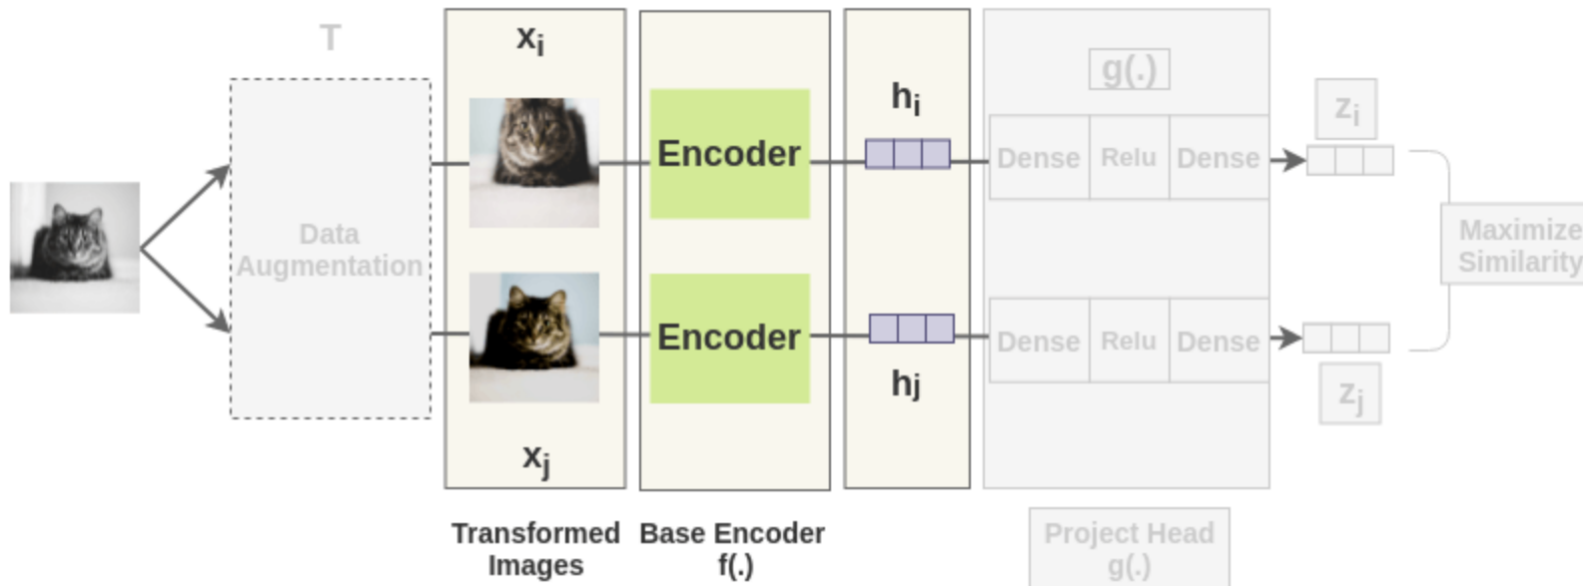 T
Data
Augmentation
xi
xj
Transformed
Images
Encoder
Encoder
Base Encoder
f(.)
hi
hj
g(.)
Dense Relu Dense
Dense Relu Dense
Project Head
g(.)
zi
zj
Maximize
Similarity